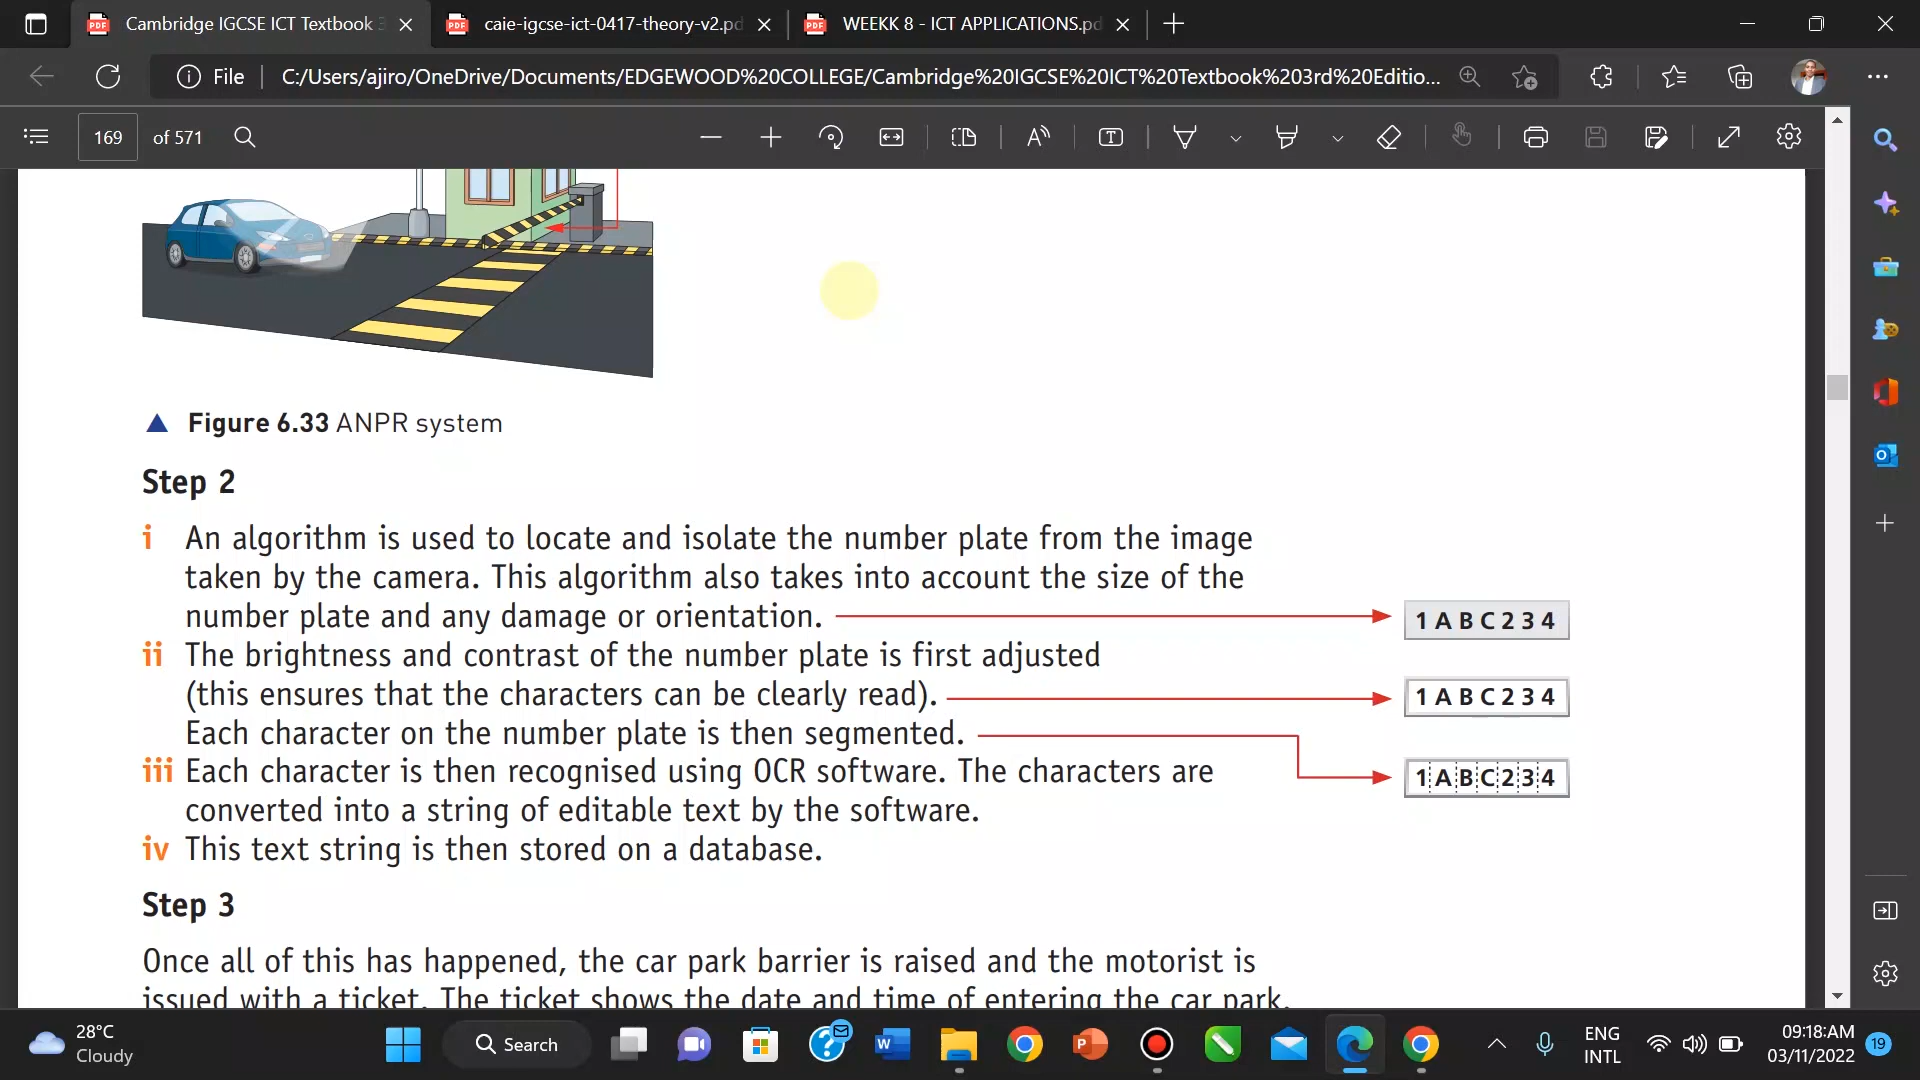 Cambridge IGCSE ICT Textbook 3
caie-igcse-ict-0417-theory-v2.pd
WEEKK 8 - ICT APPLICATIONS.pd
File
C:/Users/ajiro/OneDrive/Documents/EDGEWOOD%20COLLEGE/Cambridge%20IGCSE%20ICT%20Textbook%203rd%20Editio...
169 of 571
Figure 6.33 ANPR system
Step 2
i An algorithm is used to locate and isolate the number plate from the image
taken by the camera. This algorithm also takes into account the size of the
number plate and any damage or orientation.
1 A B C 2 3 4
ii The brightness and contrast of the number plate is first adjusted
(this ensures that the characters can be clearly read).
1 A B C 2 3 4
Each character on the number plate is then segmented.
1 A B C 2 3 4
iii Each character is then recognised using OCR software. The characters are
converted into a string of editable text by the software.
iv This text string is then stored on a database.
Step 3
Once all of this has happened, the car park barrier is raised and the motorist is
issued with a ticket. The ticket shows the date and time of entering the car park.
28°C
Cloudy
Search
ENG
INTL
09:18:AM
03/11/2022
19